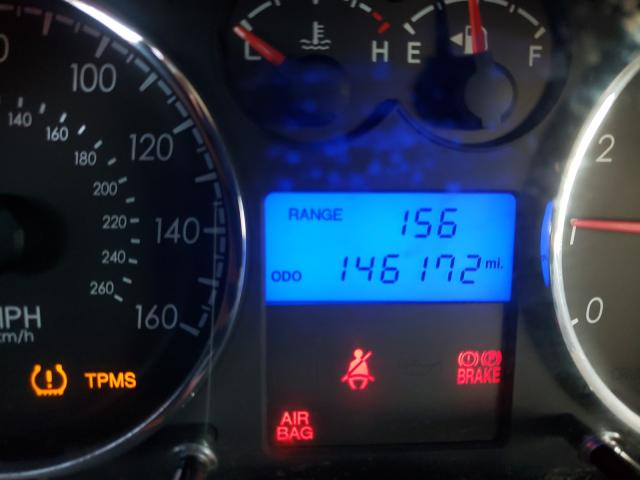 100
120
140
160
140
160
180
200
220
240
260
MPH
km/h
TPMS
L
H
E
F
RANGE 156
ODO 146172 mi.
BRAKE
AIR
BAG
2
1
0